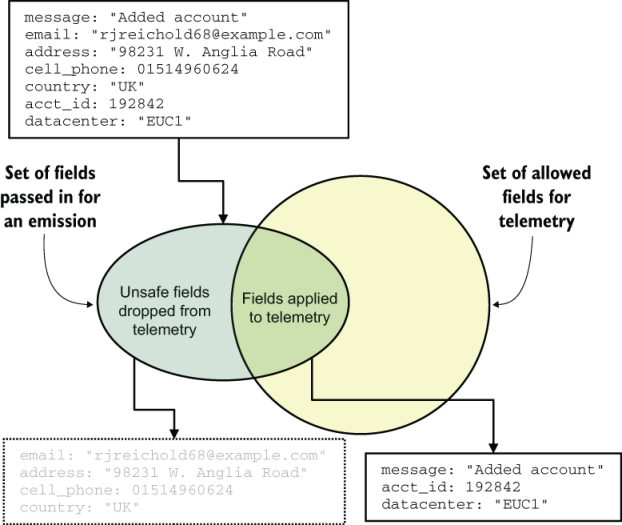 message: "Added account"
email: "rjreichold68@example.com"
address: "98231 W. Anglia Road"
cell_phone: 01514960624
country: "UK"
acct_id: 192842
datacenter: "EUC1"
Set of fields
passed in for
an emission
Set of allowed
fields for
telemetry
Unsafe fields
dropped from
telemetry
Fields applied
to telemetry
email: "rjreichold68@example.com"
address: "98231 W. Anglia Road"
cell_phone: 01514960624
country: "UK"
message: "Added account"
acct_id: 192842
datacenter: "EUC1"